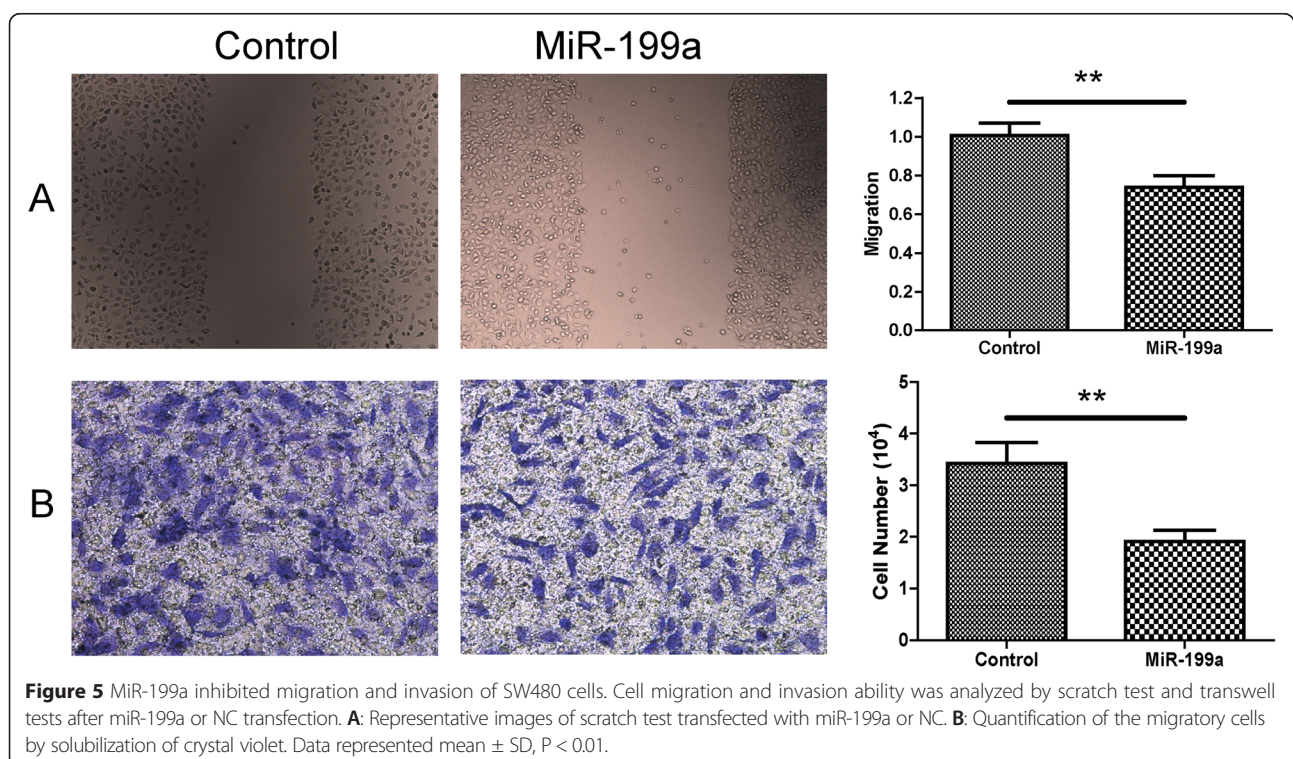 Control
MiR-199a
A
**
1.2
1.0
0.8
0.6
0.4
0.2
0.0
Migration
Control
MiR-199a
B
**
5
4
3
2
1
0
Cell Number (10⁴)
Control
MiR-199a
Figure 5 MiR-199a inhibited migration and invasion of SW480 cells. Cell migration and invasion ability was analyzed by scratch test and transwell
tests after miR-199a or NC transfection. A: Representative images of scratch test transfected with miR-199a or NC. B: Quantification of the migratory cells
by solubilization of crystal violet. Data represented mean ± SD, P < 0.01.